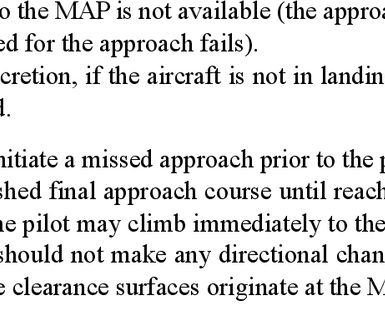 o the MAP is not available (the approa
ed for the approach fails).
cretion, if the aircraft is not in landin
d.
nitiate a missed approach prior to the p
shed final approach course until reach
ne pilot may climb immediately to the
should not make any directional chan
e clearance surfaces originate at the M